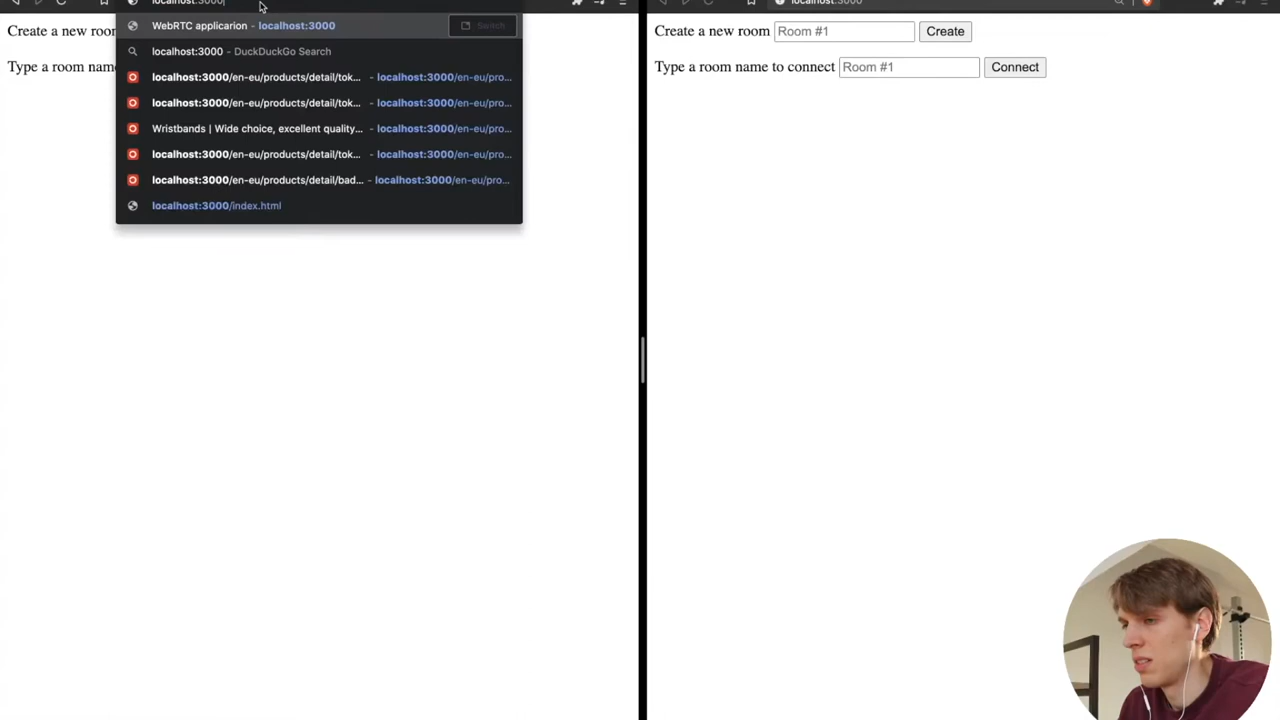 localhost:3000
WebRTC applicarion - localhost:3000
Switch
localhost:3000 - DuckDuckGo Search
localhost:3000/en-eu/products/detail/tok... - localhost:3000/en-eu/pro...
localhost:3000/en-eu/products/detail/tok... - localhost:3000/en-eu/pro...
Wristbands | Wide choice, excellent quality... - localhost:3000/en-eu/pro...
localhost:3000/en-eu/products/detail/tok... - localhost:3000/en-eu/pro...
localhost:3000/en-eu/products/detail/bad... - localhost:3000/en-eu/pro...
localhost:3000/index.html
Create a new room
Type a room name
localhost:3000
Create a new room Room #1 Create
Type a room name to connect Room #1 Connect